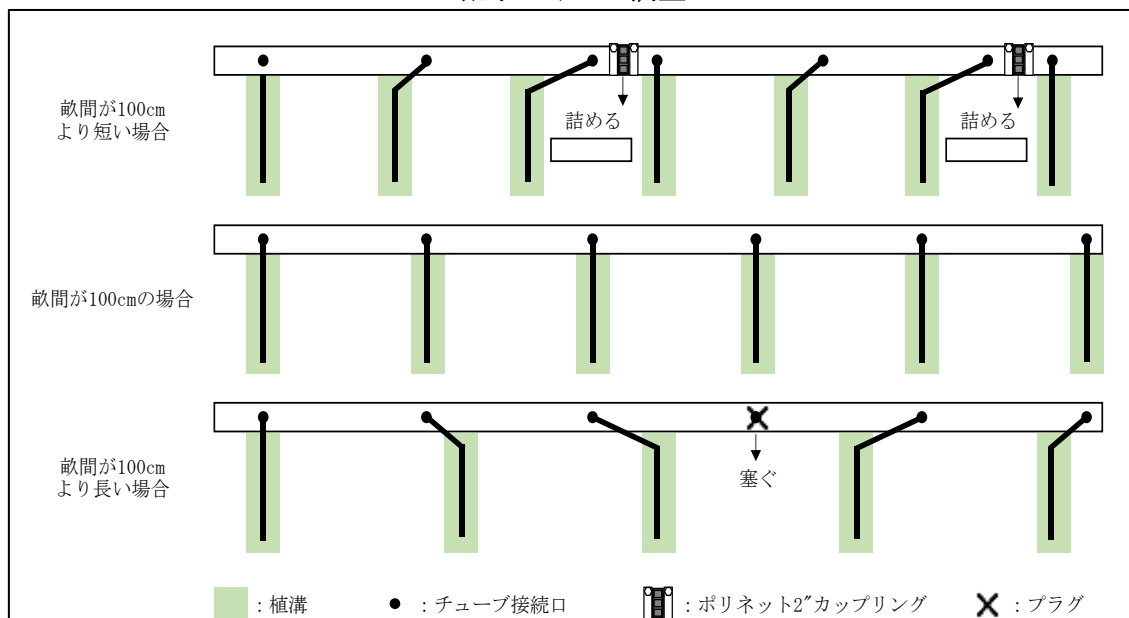 畝間が100cm
より短い場合
詰める
詰める
畝間が100cmの場合
畝間が100cm
より長い場合
塞ぐ
：植溝
：チューブ接続口
：ポリネット2″カップリング
：プラグ